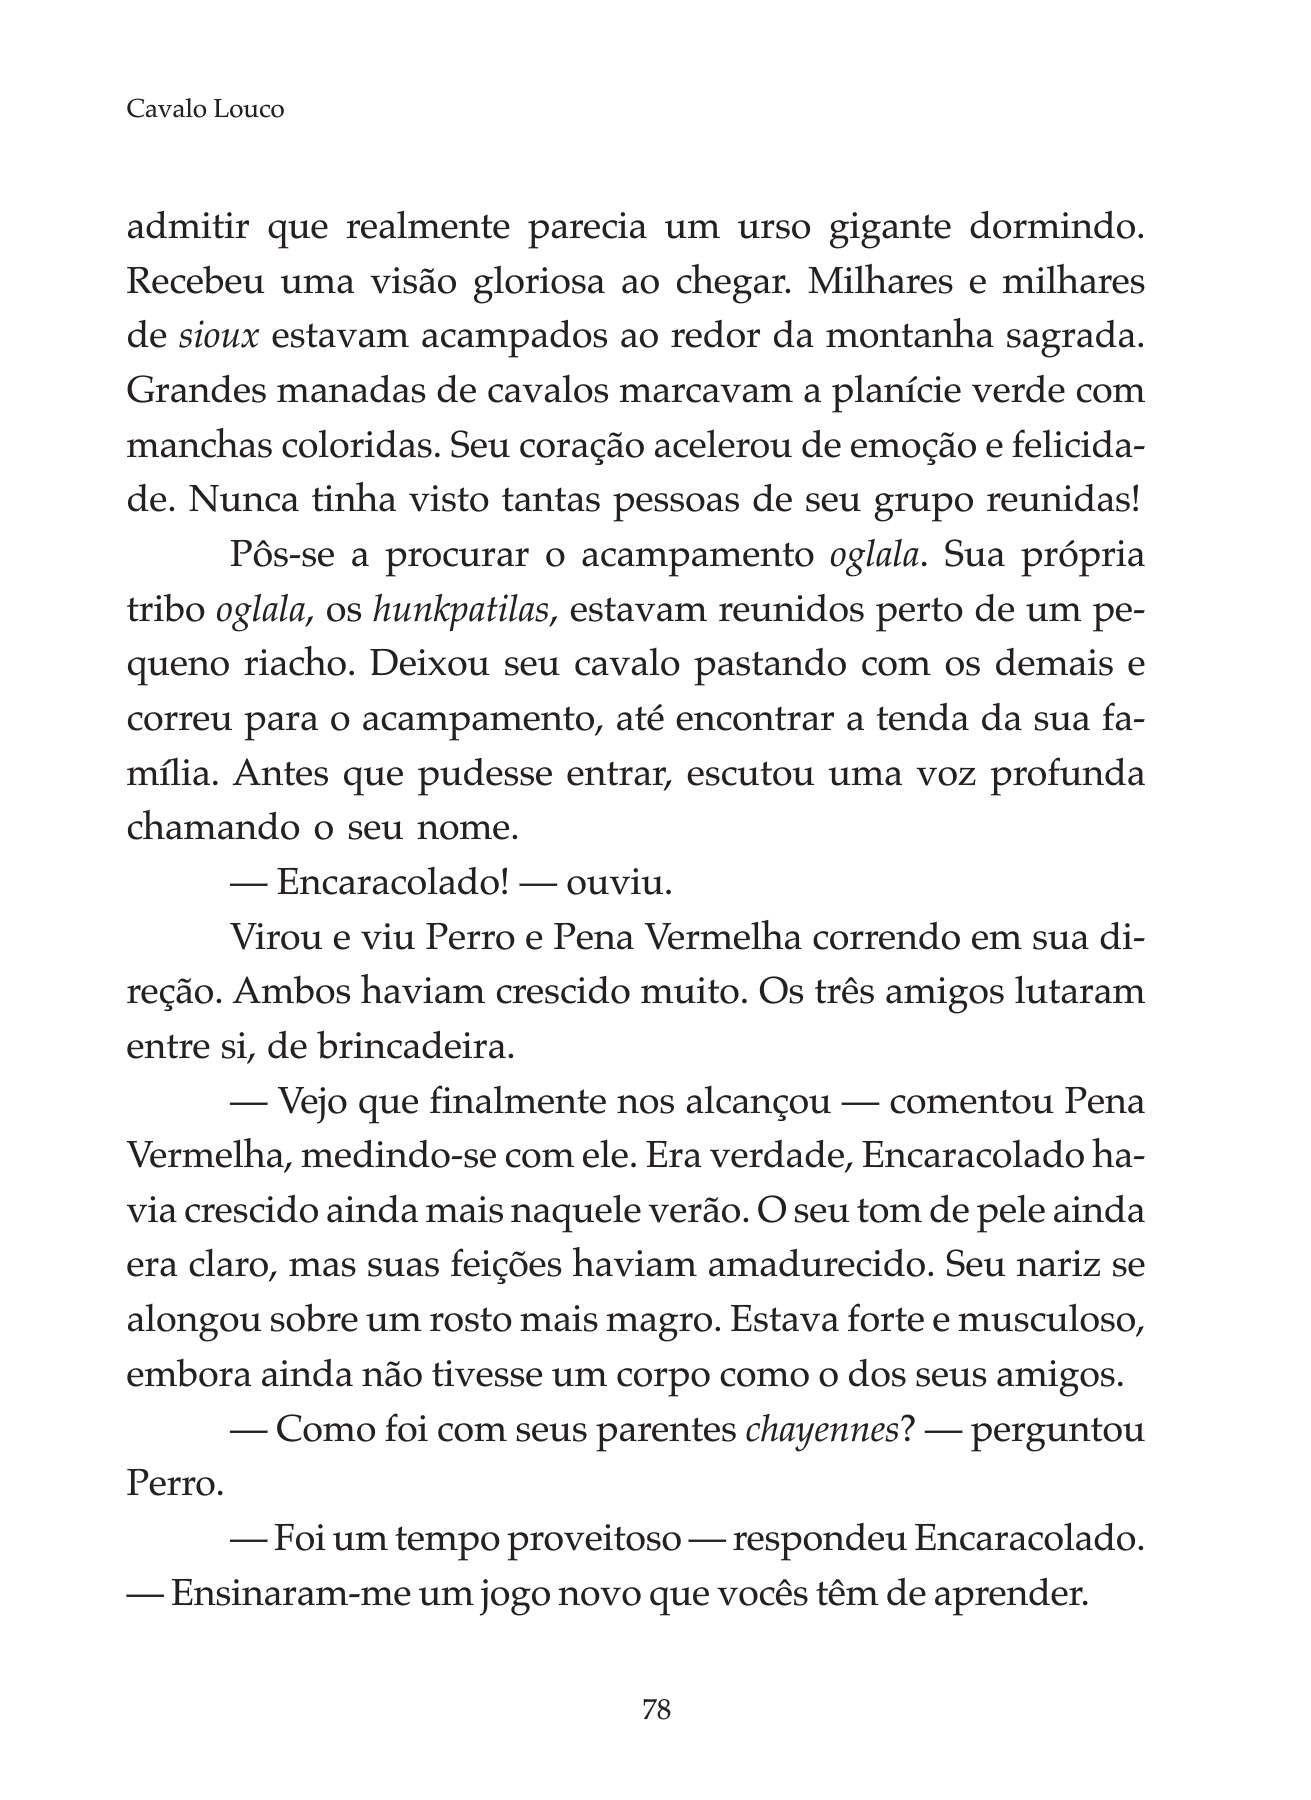 Cavalo Louco
admitir que realmente parecia um urso gigante dormindo.
Recebeu uma visão gloriosa ao chegar. Milhares e milhares
de sioux estavam acampados ao redor da montanha sagrada.
Grandes manadas de cavalos marcavam a planície verde com
manchas coloridas. Seu coração acelerou de emoção e felicida-
de. Nunca tinha visto tantas pessoas de seu grupo reunidas!
Pôs-se a procurar o acampamento oglala. Sua própria
tribo oglala, os hunkpatilas, estavam reunidos perto de um pe-
queno riacho. Deixou seu cavalo pastando com os demais e
correu para o acampamento, até encontrar a tenda da sua fa-
mília. Antes que pudesse entrar, escutou uma voz profunda
chamando o seu nome.
— Encaracolado! — ouviu.
Virou e viu Perro e Pena Vermelha correndo em sua di-
reção. Ambos haviam crescido muito. Os três amigos lutaram
entre si, de brincadeira.
— Vejo que finalmente nos alcançou — comentou Pena
Vermelha, medindo-se com ele. Era verdade, Encaracolado ha-
via crescido ainda mais naquele verão. O seu tom de pele ainda
era claro, mas suas feições haviam amadurecido. Seu nariz se
alongou sobre um rosto mais magro. Estava forte e musculoso,
embora ainda não tivesse um corpo como o dos seus amigos.
— Como foi com seus parentes chayennes? — perguntou
Perro.
— Foi um tempo proveitoso — respondeu Encaracolado.
— Ensinaram-me um jogo novo que vocês têm de aprender.
78